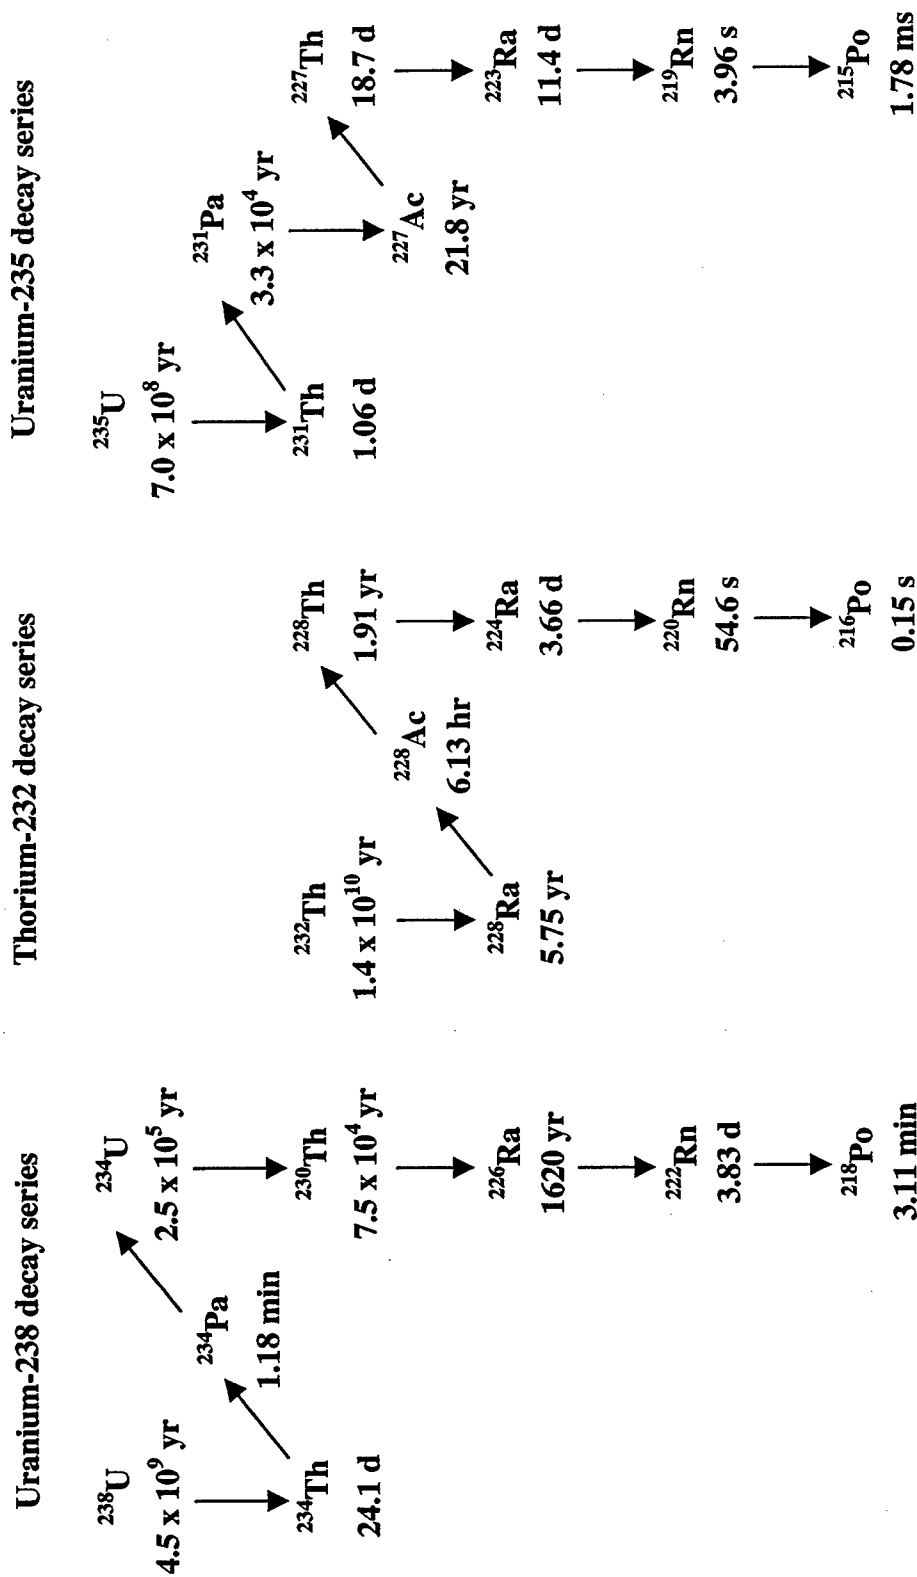 Uranium-238 decay series
²³⁸U
4.5 x 10⁹ yr
²³⁴Th
24.1 d
²³⁴Pa
1.18 min
²³⁴U
2.5 x 10⁵ yr
²³⁰Th
7.5 x 10⁴ yr
²²⁶Ra
1620 yr
²²²Rn
3.83 d
²¹⁸Po
3.11 min
Thorium-232 decay series
²³²Th
1.4 x 10¹⁰ yr
²²⁸Ra
5.75 yr
²²⁸Ac
6.13 hr
²²⁸Th
1.91 yr
²²⁴Ra
3.66 d
²²⁰Rn
54.6 s
²¹⁶Po
0.15 s
Uranium-235 decay series
²³⁵U
7.0 x 10⁸ yr
²³¹Th
1.06 d
²³¹Pa
3.3 x 10⁴ yr
²²⁷Ac
21.8 yr
²²⁷Th
18.7 d
²²³Ra
11.4 d
²¹⁹Rn
3.96 s
²¹⁵Po
1.78 ms